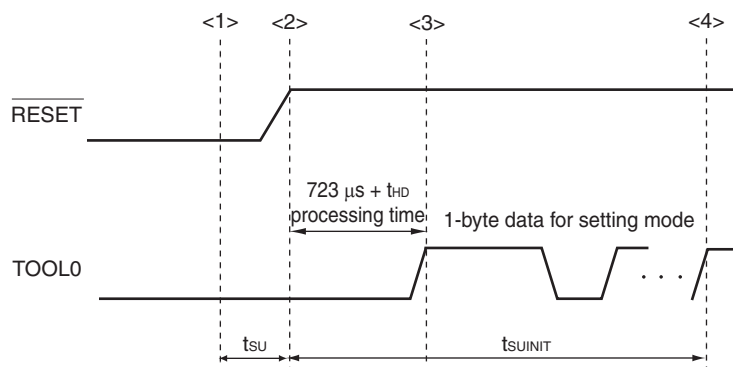 <1> <2> <3> <4>
RESET
723 μs + tHD
processing time
1-byte data for setting mode
TOOL0
. . .
tSU
tSUINIT